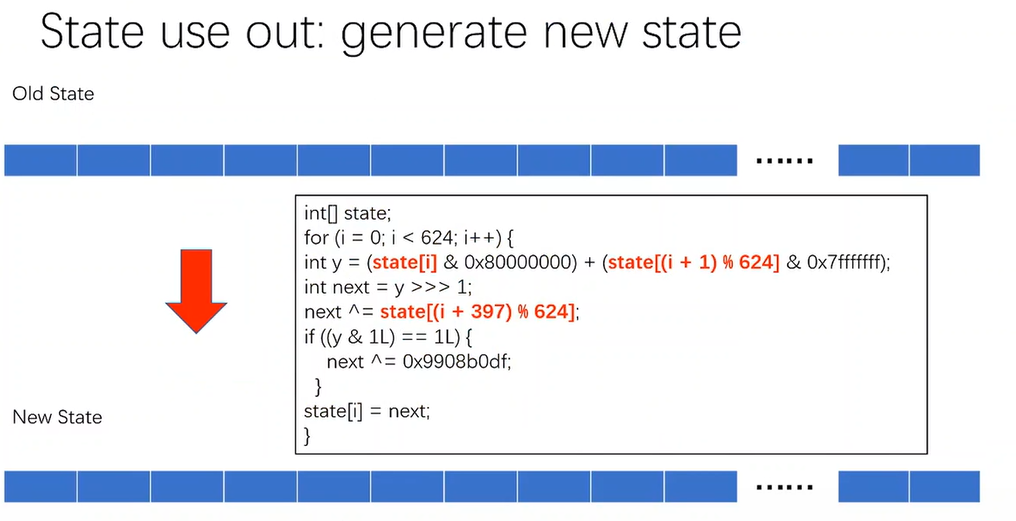 State use out: generate new state
Old State
......
int[] state;
for (i = 0; i < 624; i++) {
int y = (state[i] & 0x80000000) + (state[(i + 1) % 624] & 0x7fffffff);
int next = y >>> 1;
next ^= state[(i + 397) % 624];
if ((y & 1L) == 1L) {
next ^= 0x9908b0df;
}
state[i] = next;
}
New State
......